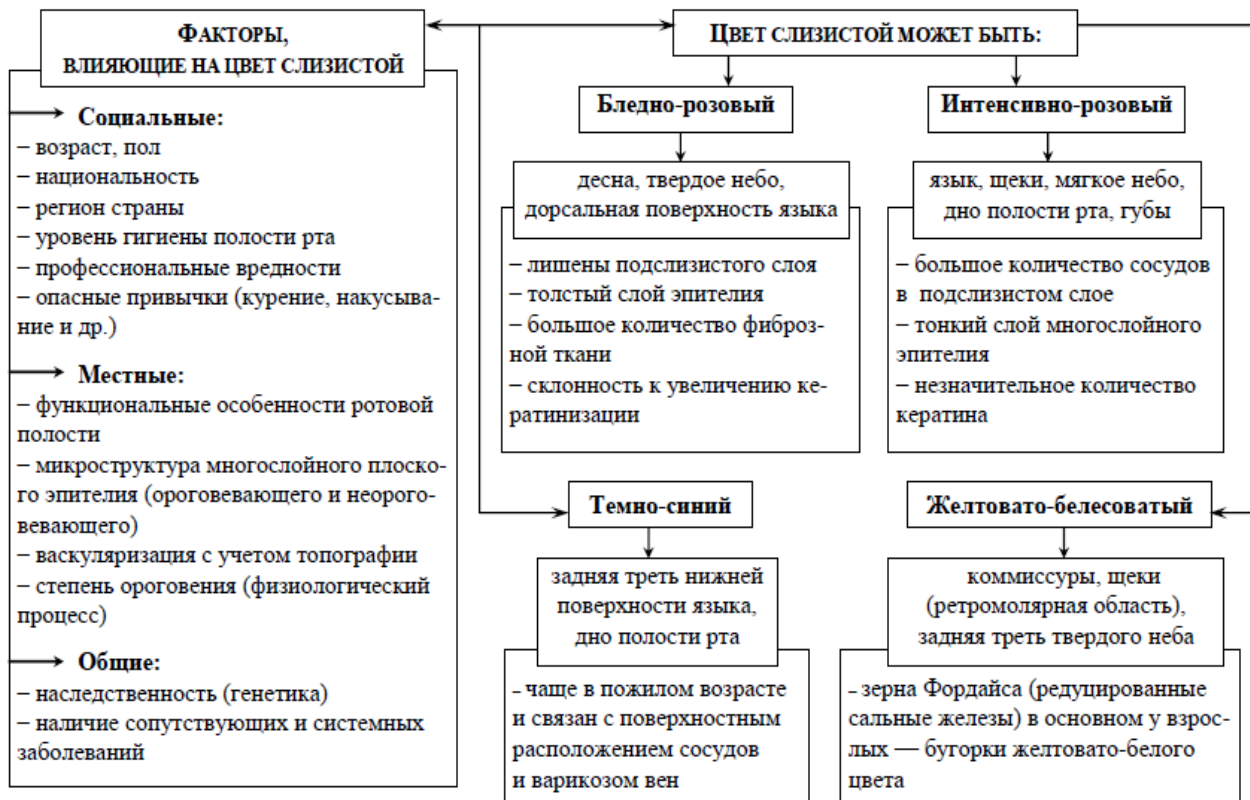 ФАКТОРЫ,
ВЛИЯЮЩИЕ НА ЦВЕТ СЛИЗИСТОЙ
Социальные:
– возраст, пол
– национальность
– регион страны
– уровень гигиены полости рта
– профессиональные вредности
– опасные привычки (курение, накусыва-
ние и др.)
Местные:
– функциональные особенности ротовой
полости
– микроструктура многослойного плоско-
го эпителия (ороговевающего и неорого-
вевающего)
– васкуляризация с учетом топографии
– степень ороговения (физиологический
процесс)
Общие:
– наследственность (генетика)
– наличие сопутствующих и системных
заболеваний
ЦВЕТ СЛИЗИСТОЙ МОЖЕТ БЫТЬ:
Бледно-розовый
десна, твердое небо,
дорсальная поверхность языка
– лишены подслизистого слоя
– толстый слой эпителия
– большое количество фиброз-
ной ткани
– склонность к увеличению ке-
ратинизации
Интенсивно-розовый
язык, щеки, мягкое небо,
дно полости рта, губы
– большое количество сосудов
в подслизистом слое
– тонкий слой многослойного
эпителия
– незначительное количество
кератина
Темно-синий
задняя треть нижней
поверхности языка,
дно полости рта
– чаще в пожилом возрасте
и связан с поверхностным
расположением сосудов
и варикозом вен
Желтовато-белесоватый
коммиссуры, щеки
(ретромолярная область),
задняя треть твердого неба
– зерна Фордайса (редуцированные
сальные железы) в основном у взрос-
лых — бугорки желтовато-белого
цвета